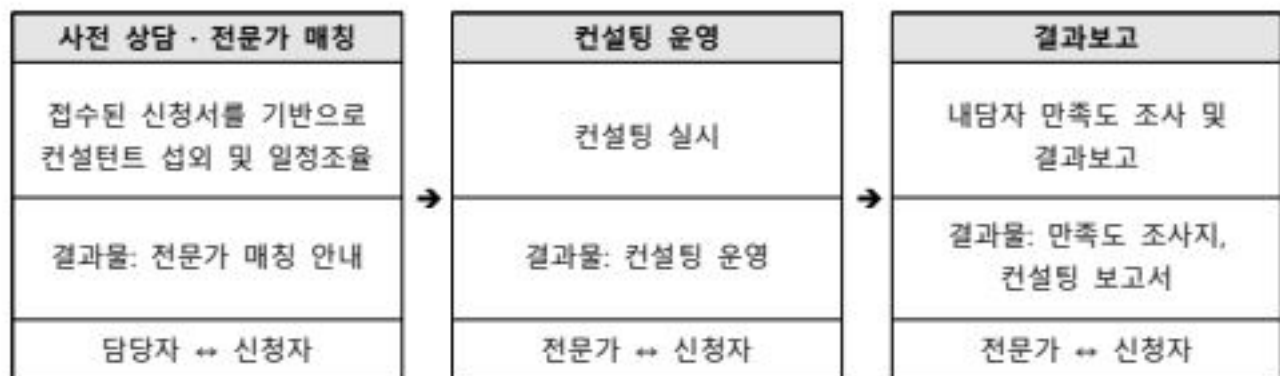 사전 상담 · 전문가 매칭
접수된 신청서를 기반으로
컨설턴트 섭외 및 일정조율
결과물: 전문가 매칭 안내
담당자 ↔ 신청자
➔
컨설팅 운영
컨설팅 실시
결과물: 컨설팅 운영
전문가 ↔ 신청자
➔
결과보고
내담자 만족도 조사 및
결과보고
결과물: 만족도 조사지,
컨설팅 보고서
전문가 ↔ 신청자